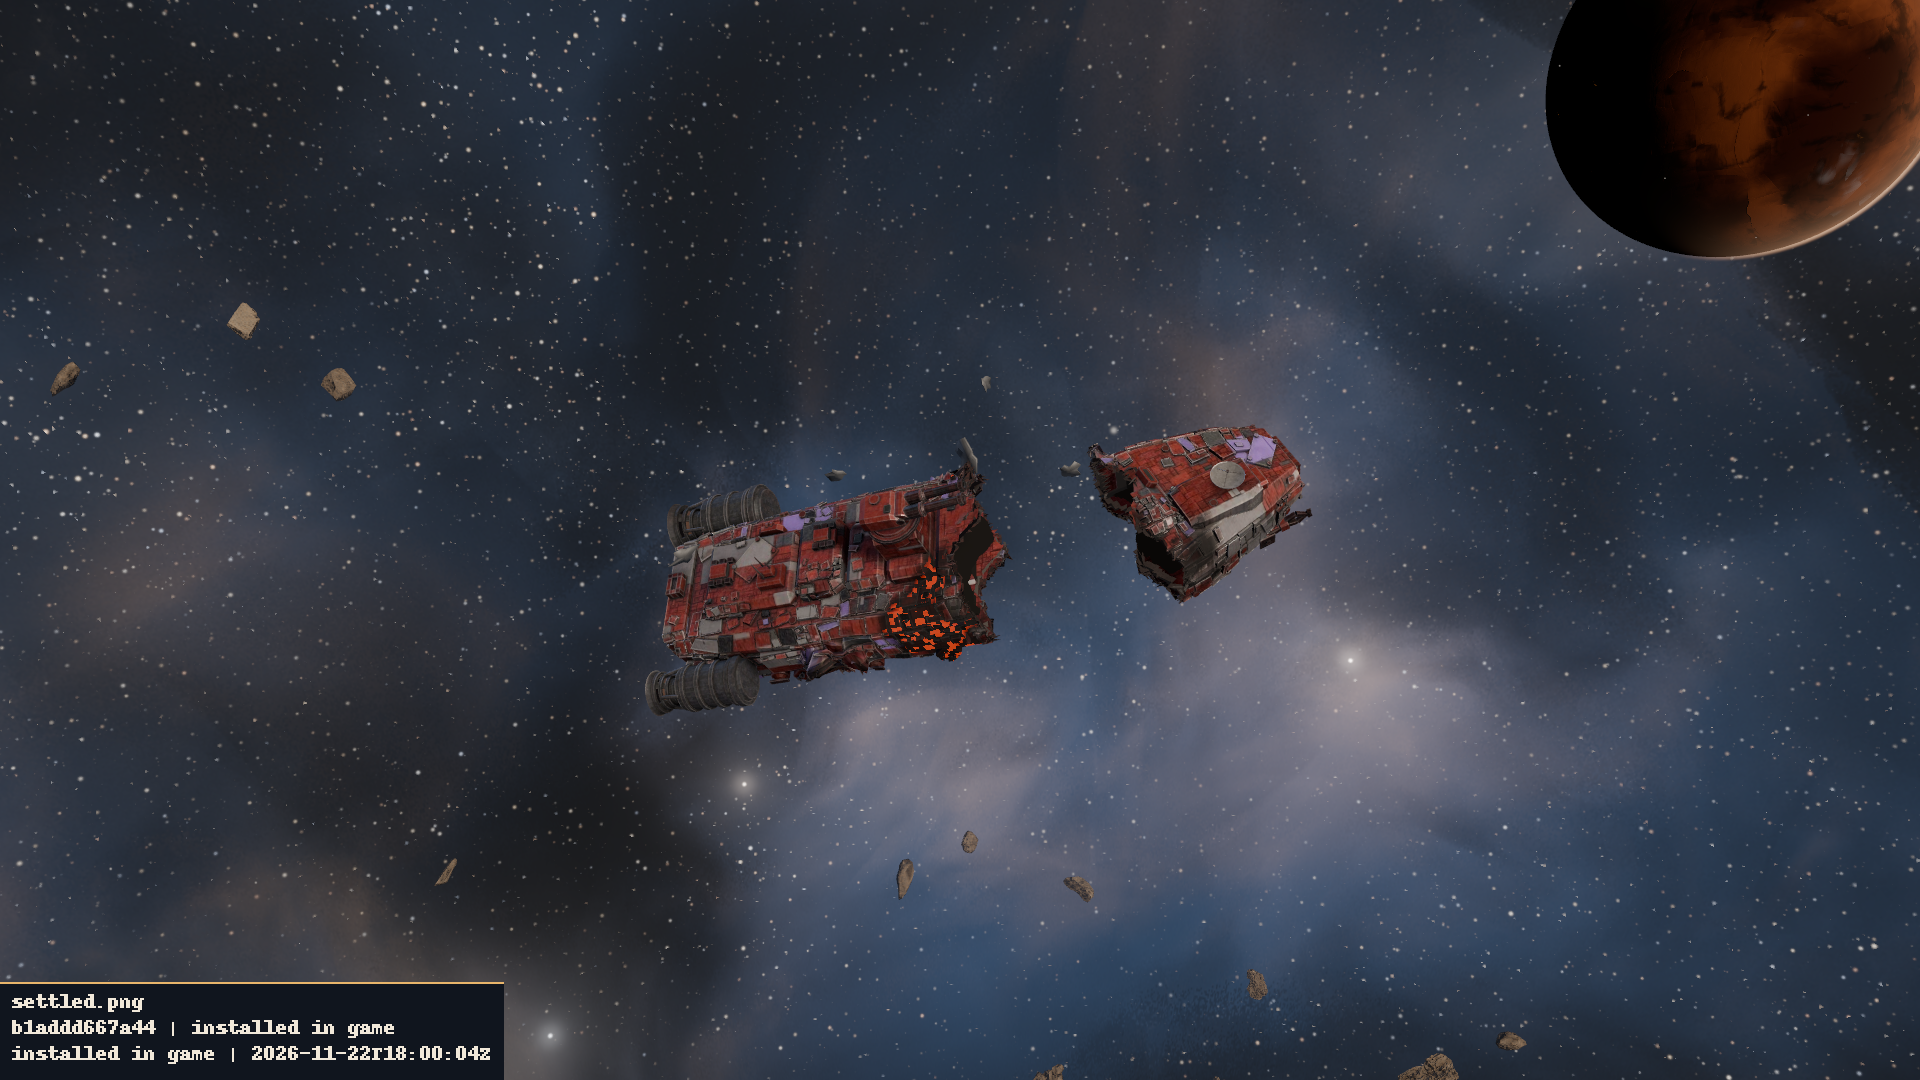 settled.png
b1addd667a44 | installed in game
installed in game | 2026-11-22T18:00:04Z